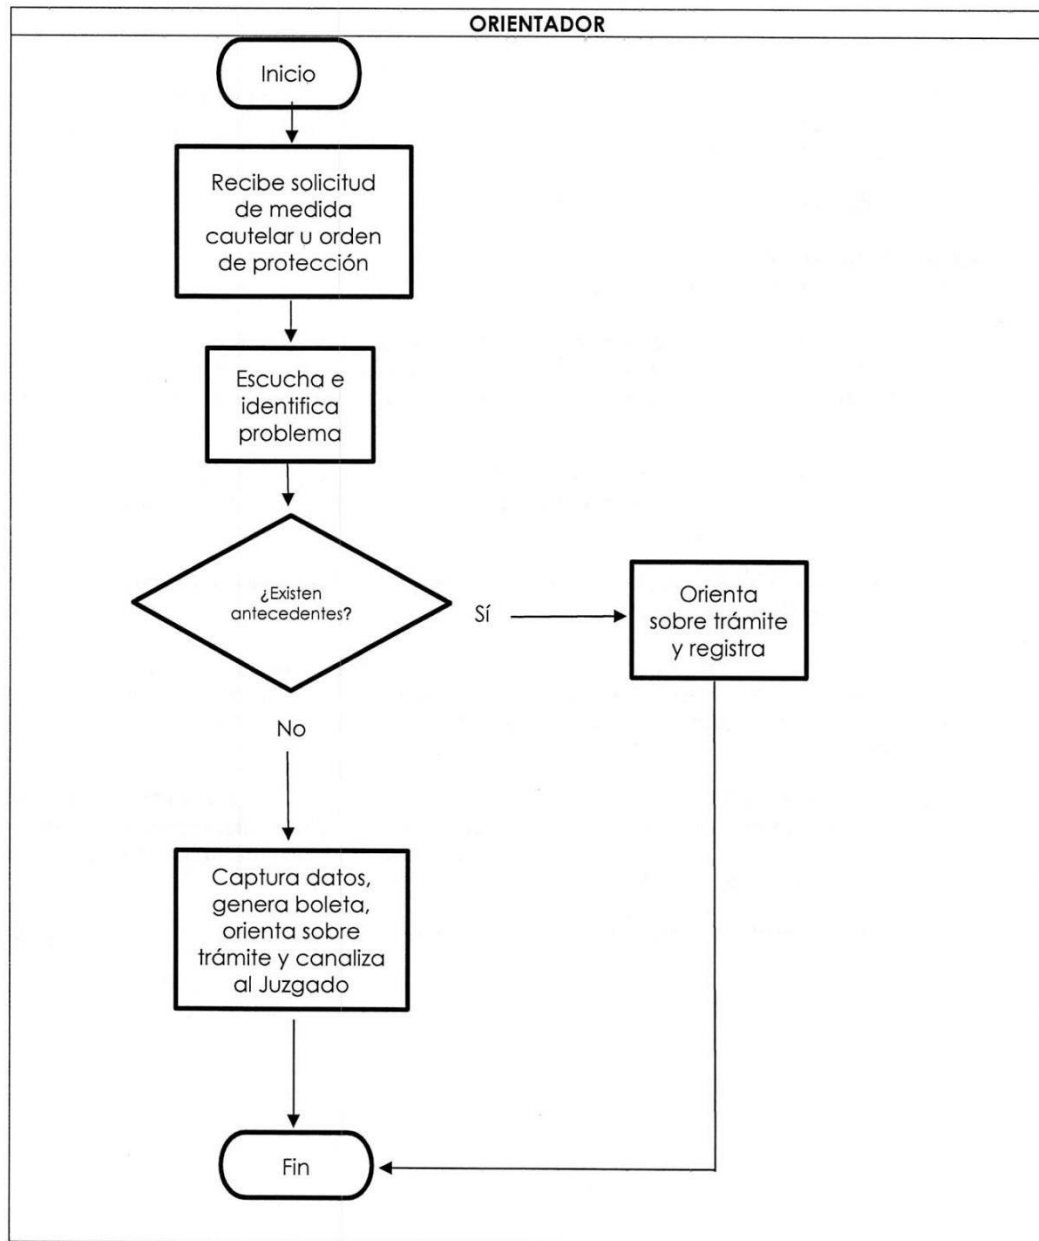 ORIENTADOR
Inicio
Recibe solicitud
de medida
cautelar u orden
de protección
Escucha e
identifica
problema
¿Existen
antecedentes?
Sí
Orienta
sobre trámite
y registra
No
Captura datos,
genera boleta,
orienta sobre
trámite y canaliza
al Juzgado
Fin